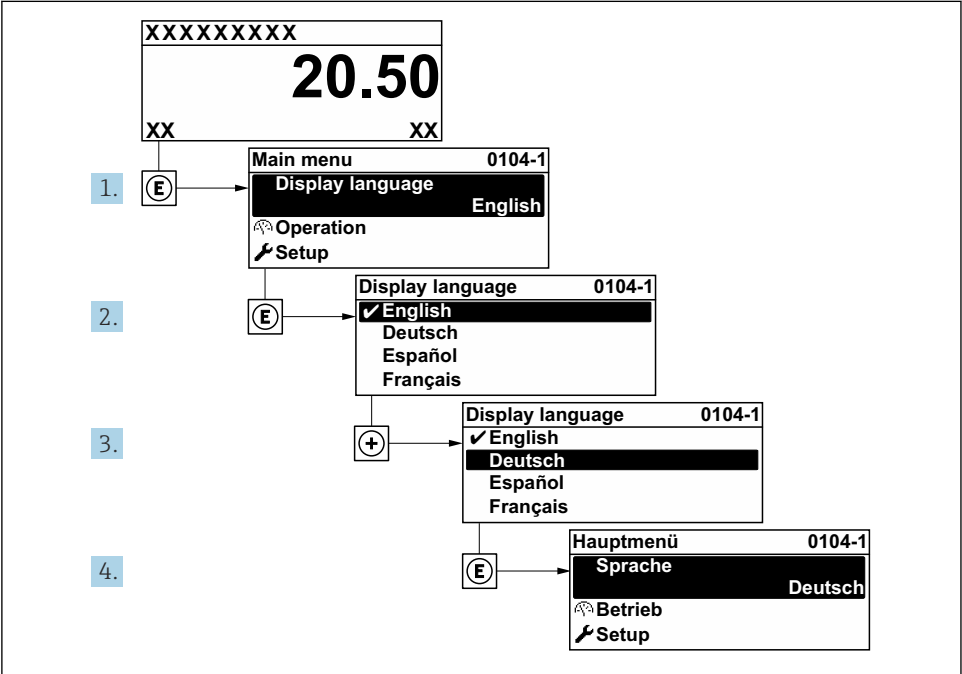 XXXXXXXXX
20.50
XX XX
1. E
Main menu 0104-1
Display language
English
Operation
Setup
2. E
Display language 0104-1
✔English
Deutsch
Español
Français
3. +
Display language 0104-1
✔English
Deutsch
Español
Français
4. E
Hauptmenü 0104-1
Sprache
Deutsch
Betrieb
Setup